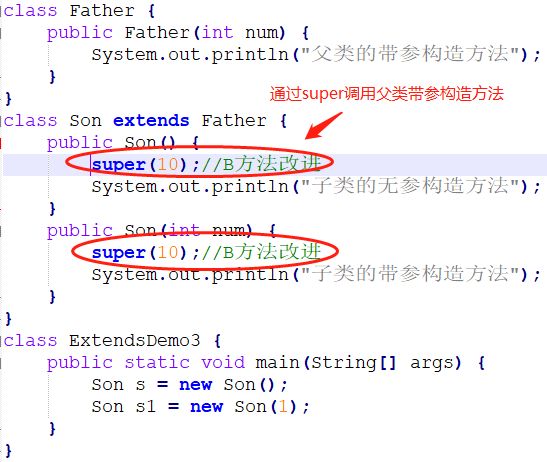 class Father {
    public Father(int num) {
        System.out.println("父类的带参构造方法");
    }
}
通过super调用父类带参构造方法
class Son extends Father {
    public Son() {
        super(10);//B方法改进
        System.out.println("子类的无参构造方法");
    }
    public Son(int num) {
        super(10);//B方法改进
        System.out.println("子类的带参构造方法");
    }
}
class ExtendsDemo3 {
    public static void main(String[] args) {
        Son s = new Son();
        Son s1 = new Son(1);
    }
}